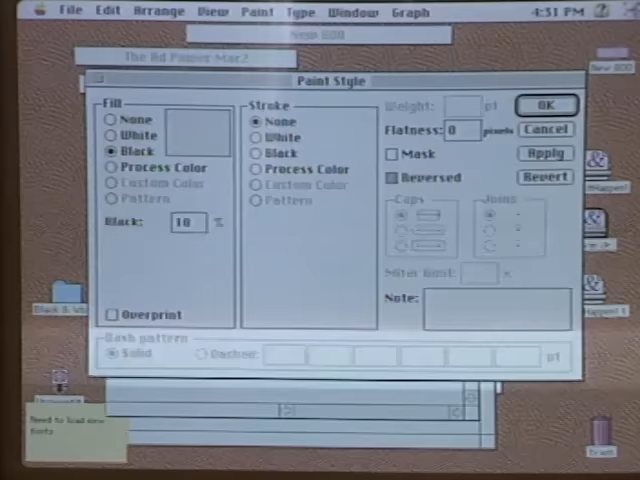 File Edit Arrange View Paint Type Window Graph
4:31 PM
Paint Style
Fill
None
White
Black
Process Color
Custom Color
Pattern
Black: 10 %
Overprint
Stroke
None
White
Black
Process Color
Custom Color
Pattern
Weight: pt
Flatness: 0 pixels
Mask
Reversed
Caps
Joins
Miter limit: x
Note:
OK
Cancel
Apply
Revert
Dash pattern
Solid
Dashed:
pt
Need to load
fonts
Trash